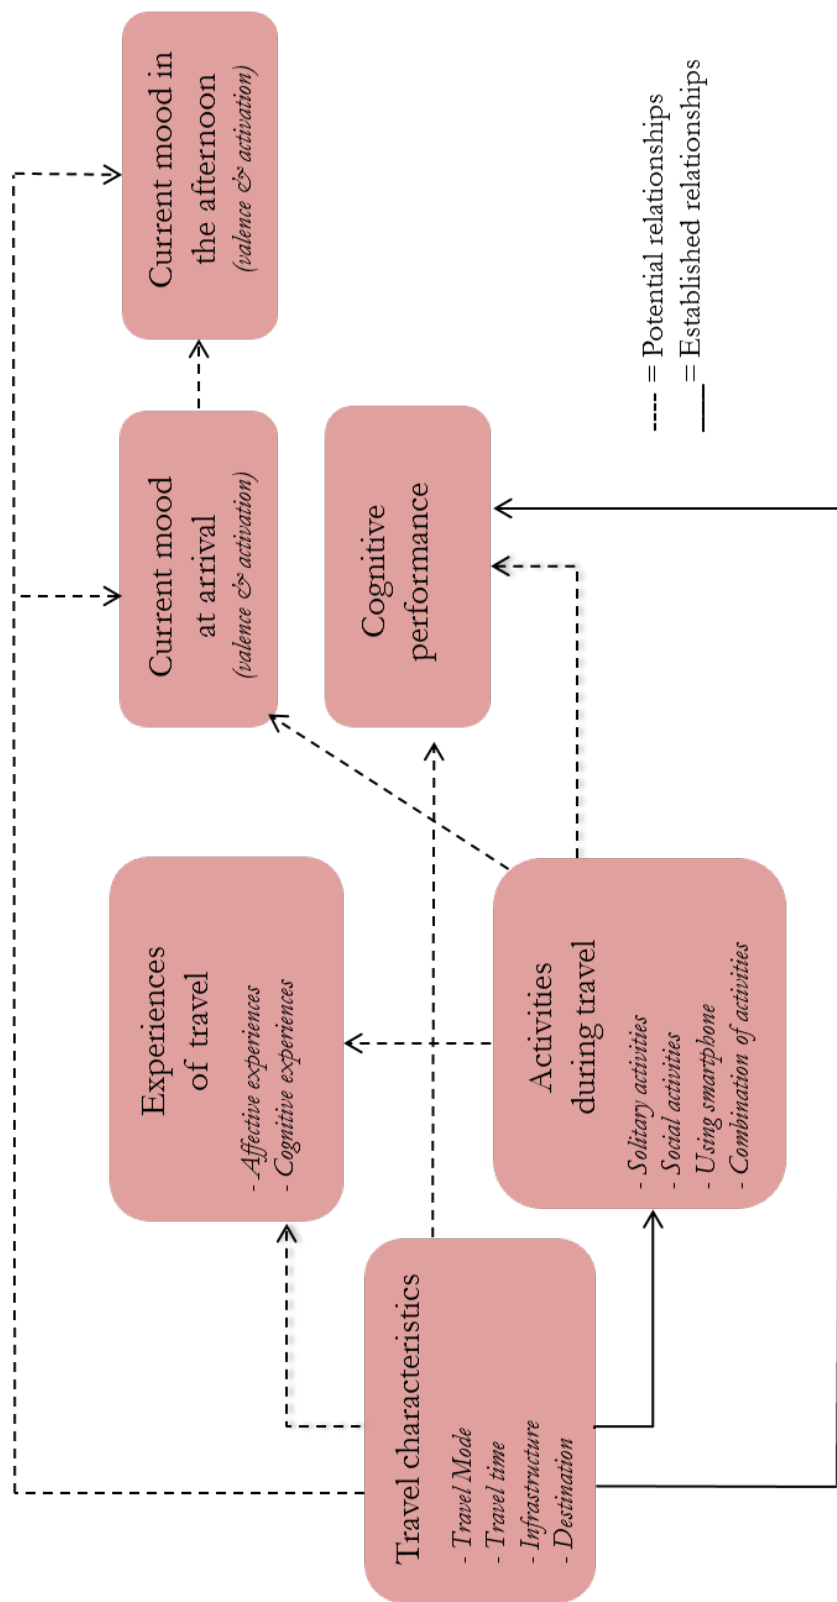 Travel characteristics
- Travel Mode
- Travel time
- Infrastructure
- Destination
Experiences
of travel
- Affective experiences
- Cognitive experiences
Activities
during travel
- Solitary activities
- Social activities
- Using smartphone
- Combination of activities
Current mood
at arrival
(valence & activation)
Cognitive
performance
Current mood in
the afternoon
(valence & activation)
= Potential relationships
= Established relationships